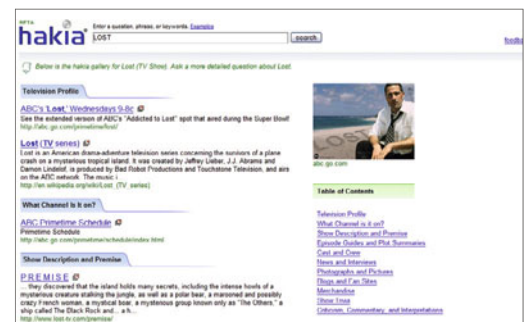 BETA
hakia
Enter a question, phrase, or keywords. Examples
LOST
search
Below is the hakia gallery for Lost (TV Show). Ask a more detailed question about Lost.
Television Profile
ABC's 'Lost,' Wednesdays 9-8c
See the extended version of ABC's "Addicted to Lost" spot that aired during the Super Bowl!
http://abc.go.com/primetime/lost/
Lost (TV series)
Lost is an American drama-adventure television series concerning the survivors of a plane
crash on a mysterious tropical island. It was created by Jeffrey Lieber, J.J. Abrams and
Damon Lindelof, is produced by Bad Robot Productions and Touchstone Television, and airs
on the ABC network. The music i...
http://en.wikipedia.org/wiki/Lost_(TV_series)
What Channel Is It on?
ABC Primetime Schedule
Primetime Schedule
http://abc.go.com/primetime/schedule/index.html
Show Description and Premise
PREMISE
... they discovered that the island holds many secrets, including the intense howls of a
mysterious creature stalking the jungle, as well as a polar bear, a marooned and possibly
crazy French woman, a mystical boar, a mysterious group known only as "The Others," a
ship called The Black Rock and... a h...
http://www.lost-tv.com/premise/
LOST
abc.go.com
Table of Contents
Television Profile
What Channel is it on?
Show Description and Premise
Episode Guides and Plot Summaries
Cast and Crew
News and Interviews
Photographs and Pictures
Blogs and Fan Sites
Merchandise
Show Trivia
Criticism, Commentary, and Interpretations